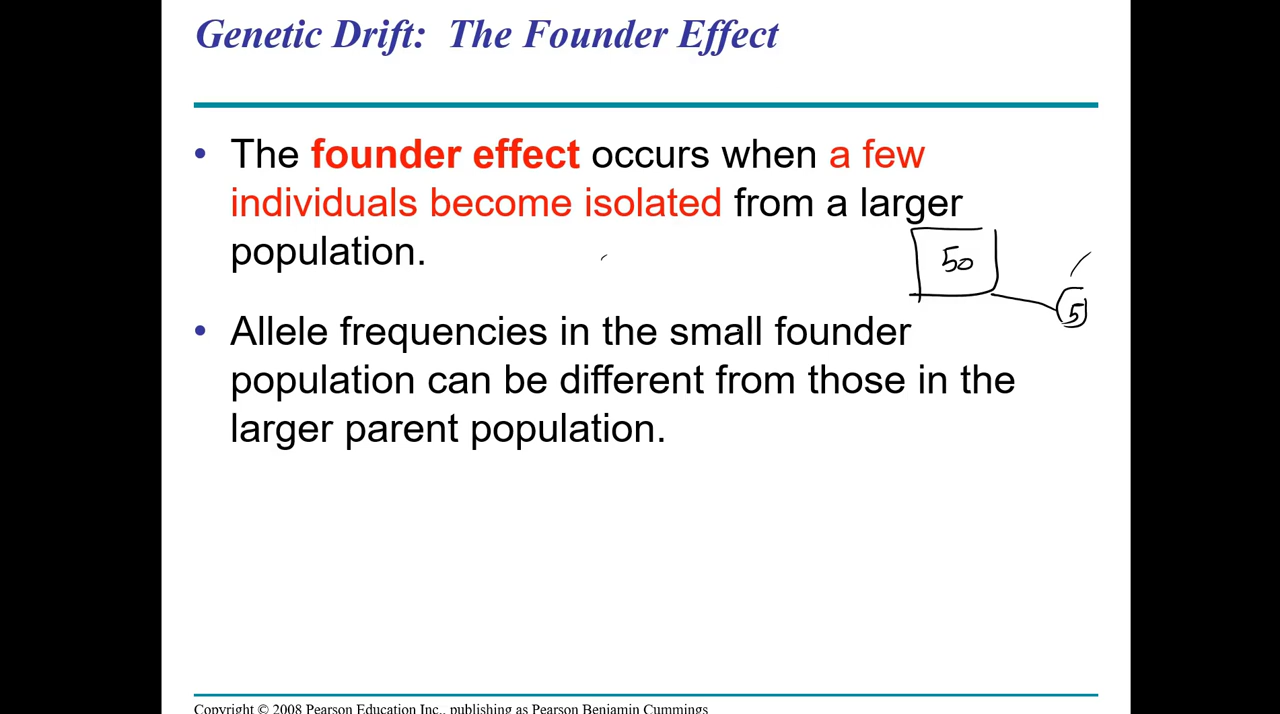 Genetic Drift: The Founder Effect
• The founder effect occurs when a few
individuals become isolated from a larger
population.
50
5
• Allele frequencies in the small founder
population can be different from those in the
larger parent population.
Copyright © 2008 Pearson Education Inc., publishing as Pearson Benjamin Cummings